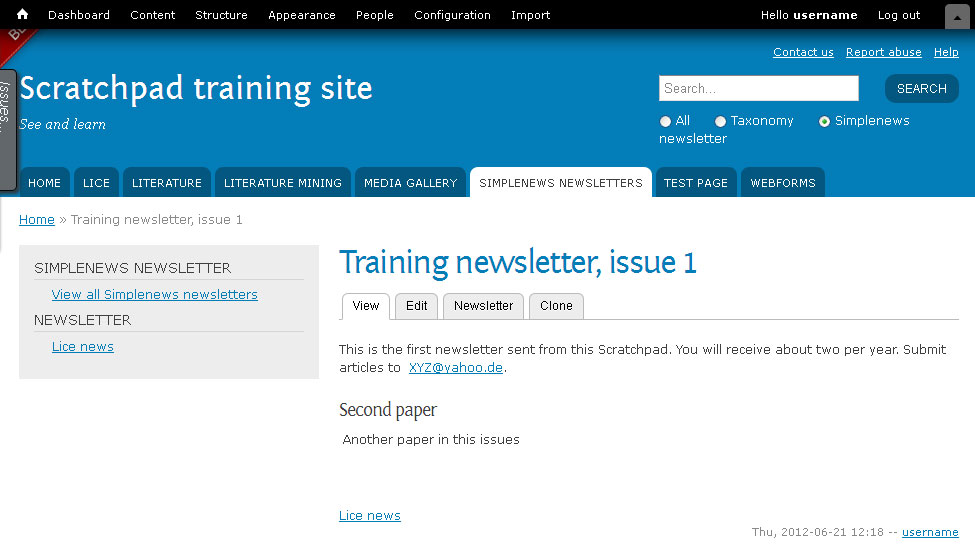 Dashboard Content Structure Appearance People Configuration Import Hello username Log out
Contact us Report abuse Help
Issues...
Scratchpad training site
See and learn
Search... SEARCH
All Taxonomy Simplenews
newsletter
HOME LICE LITERATURE LITERATURE MINING MEDIA GALLERY SIMPLENEWS NEWSLETTERS TEST PAGE WEBFORMS
Home » Training newsletter, issue 1
SIMPLENEWS NEWSLETTER
View all Simplenews newsletters
NEWSLETTER
Lice news
Training newsletter, issue 1
View Edit Newsletter Clone
This is the first newsletter sent from this Scratchpad. You will receive about two per year. Submit
articles to XYZ@yahoo.de.
Second paper
Another paper in this issues
Lice news
Thu, 2012-06-21 12:18 -- username